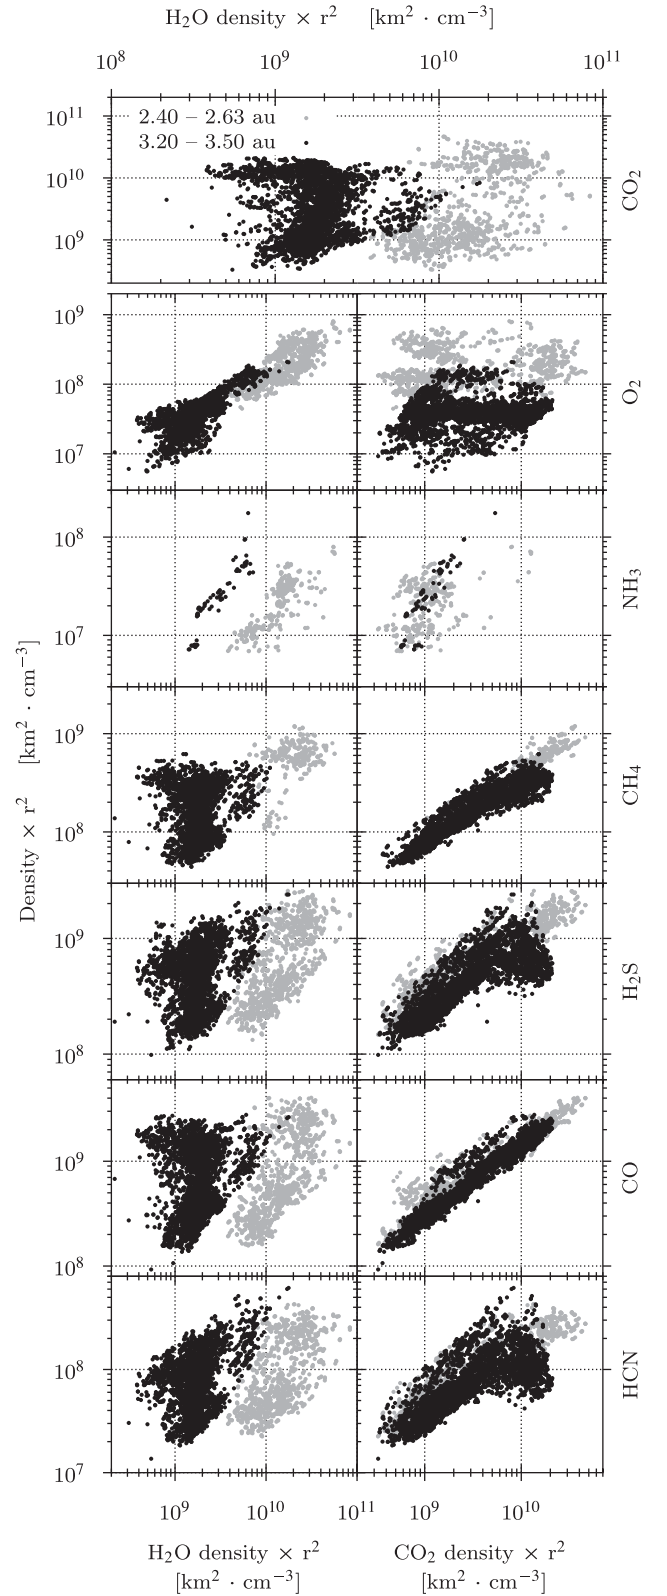 H₂O density × r² [km² · cm⁻³]
10⁸ 10⁹ 10¹⁰ 10¹¹
2.40 – 2.63 au
3.20 – 3.50 au
10¹¹
10¹⁰
10⁹
CO₂
10⁹
10⁸
10⁷
O₂
10⁸
10⁷
NH₃
Density × r² [km² · cm⁻³]
10⁹
10⁸
CH₄
10⁹
10⁸
H₂S
10⁹
10⁸
CO
10⁸
10⁷
HCN
10⁹ 10¹⁰ 10¹¹ 10⁹ 10¹⁰
H₂O density × r² CO₂ density × r²
[km² · cm⁻³] [km² · cm⁻³]